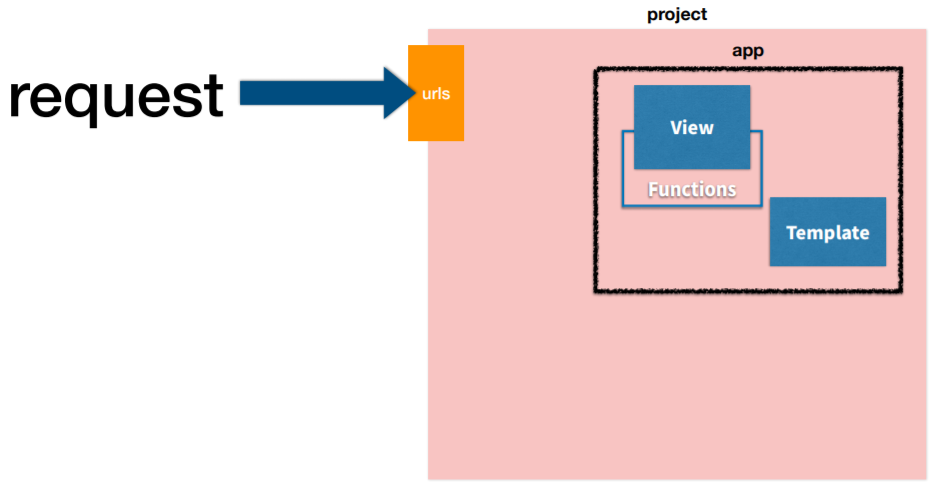 project
app
request
urls
View
Functions
Template